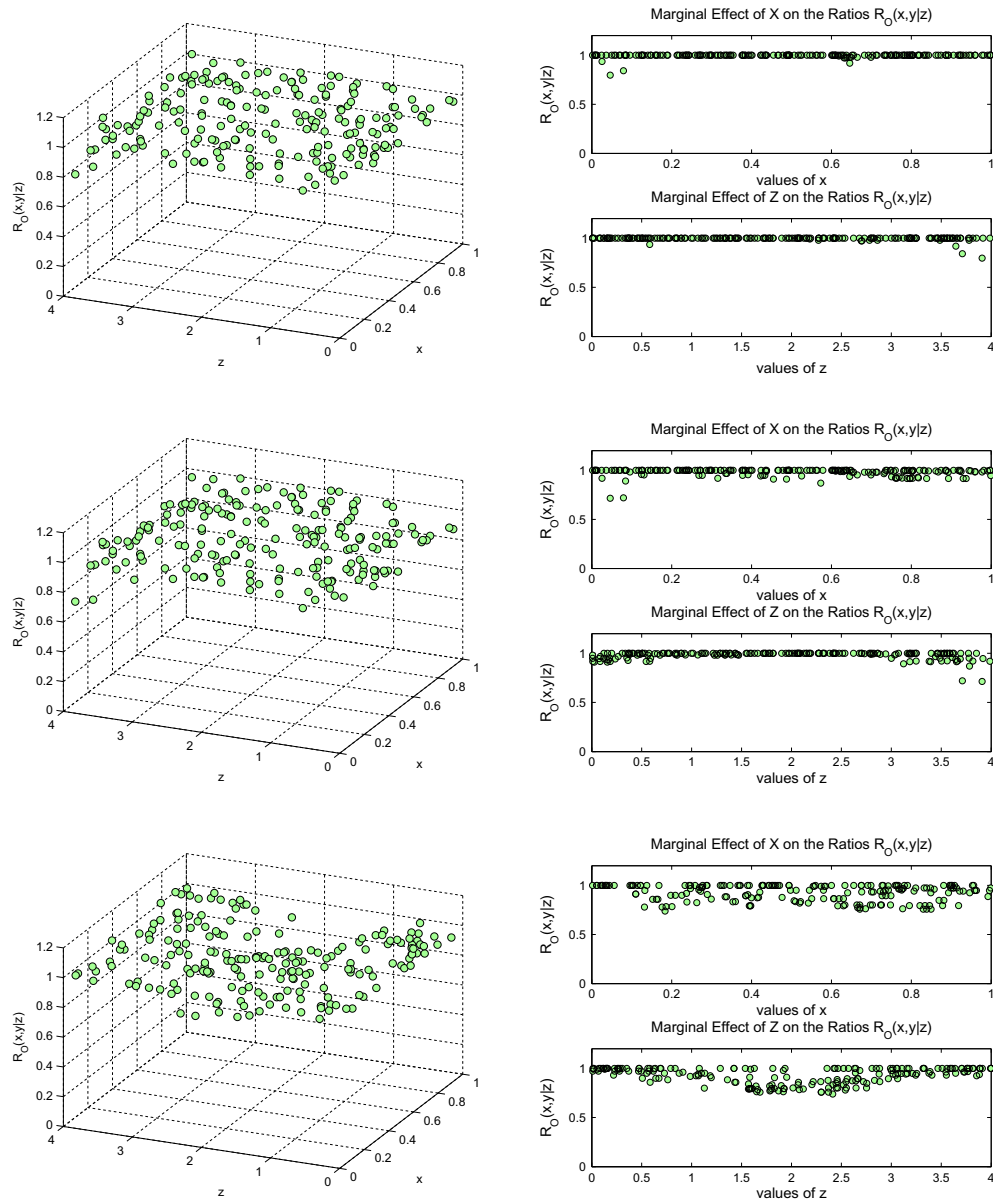 1.2
1
0.8
0.6
0.4
0.2
0
R_O(x,y|z)
4
3
2
1
0
z
0
0.2
0.4
0.6
0.8
1
x
Marginal Effect of X on the Ratios R_O(x,y|z)
1
0.5
0
R_O(x,y|z)
0 0.2 0.4 0.6 0.8 1
values of x
Marginal Effect of Z on the Ratios R_O(x,y|z)
1
0.5
0
R_O(x,y|z)
0 0.5 1 1.5 2 2.5 3 3.5 4
values of z
1.2
1
0.8
0.6
0.4
0.2
0
R_O(x,y|z)
4
3
2
1
0
z
0
0.2
0.4
0.6
0.8
1
x
Marginal Effect of X on the Ratios R_O(x,y|z)
1
0.5
0
R_O(x,y|z)
0 0.2 0.4 0.6 0.8 1
values of x
Marginal Effect of Z on the Ratios R_O(x,y|z)
1
0.5
0
R_O(x,y|z)
0 0.5 1 1.5 2 2.5 3 3.5 4
values of z
1.2
1
0.8
0.6
0.4
0.2
0
R_O(x,y|z)
4
3
2
1
0
z
0
0.2
0.4
0.6
0.8
1
x
Marginal Effect of X on the Ratios R_O(x,y|z)
1
0.5
0
R_O(x,y|z)
0 0.2 0.4 0.6 0.8 1
values of x
Marginal Effect of Z on the Ratios R_O(x,y|z)
1
0.5
0
R_O(x,y|z)
0 0.5 1 1.5 2 2.5 3 3.5 4
values of z